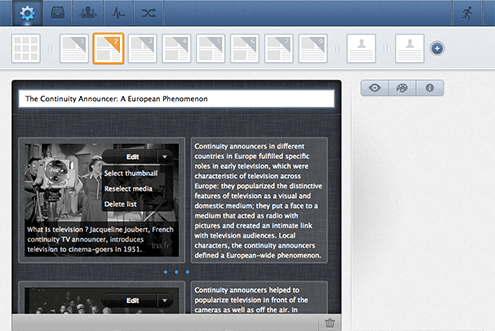 The Continuity Announcer: A European Phenomenon
Edit
Select thumbnail
Reselect media
Delete list
What is television ? Jacqueline Joubert, French
continuity TV announcer, introduces
television to cinema-goers in 1951.
ina.fr
Continuity announcers in different
countries in Europe fulfilled specific
roles in early television, which were
characteristic of television across
Europe: they popularized the distinctive
features of television as a visual and
domestic medium; they put a face to a
medium that acted as radio with
pictures and created an intimate link
with television audiences. Local
characters, the continuity announcers
defined a European-wide phenomenon.
Edit
Continuity announcers helped to
popularize television in front of the
cameras as well as off the air. In